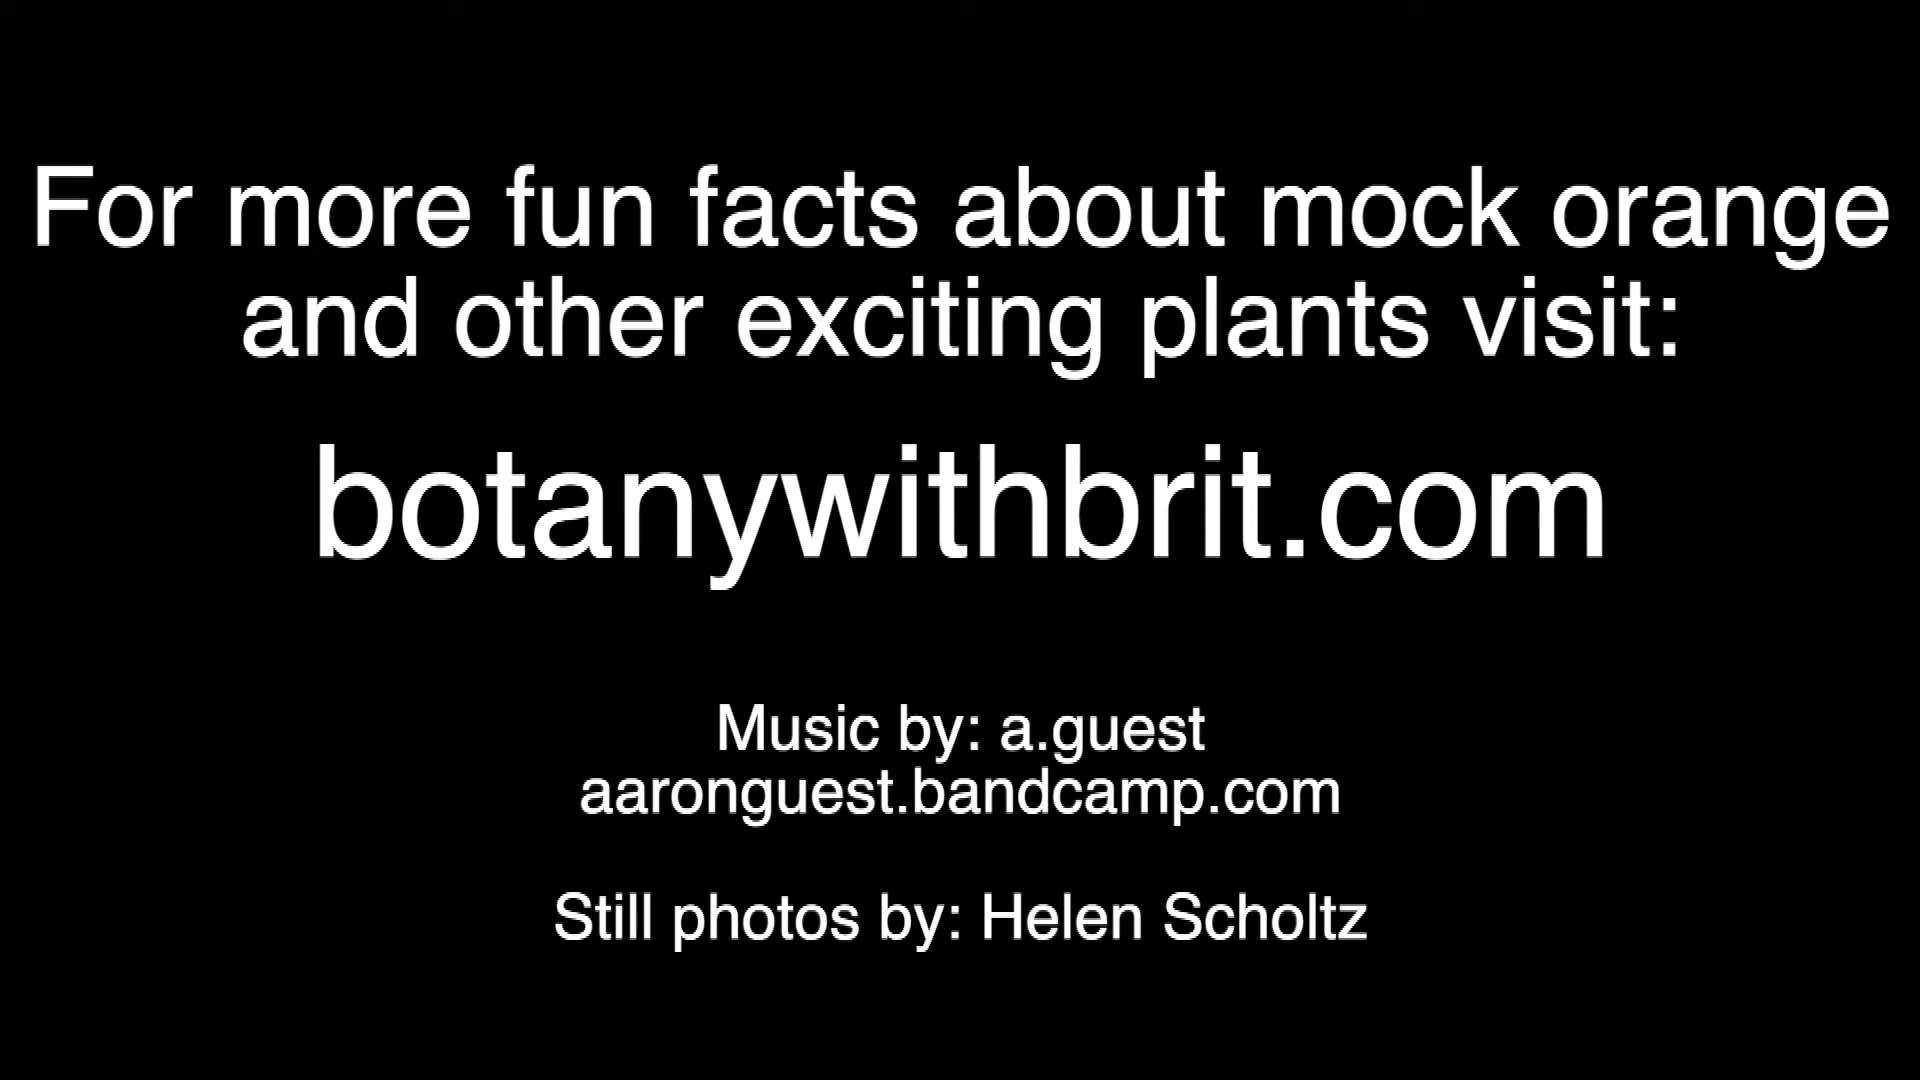 For more fun facts about mock orange
and other exciting plants visit:
botanywithbrit.com
Music by: a.guest
aaronguest.bandcamp.com
Still photos by: Helen Scholtz